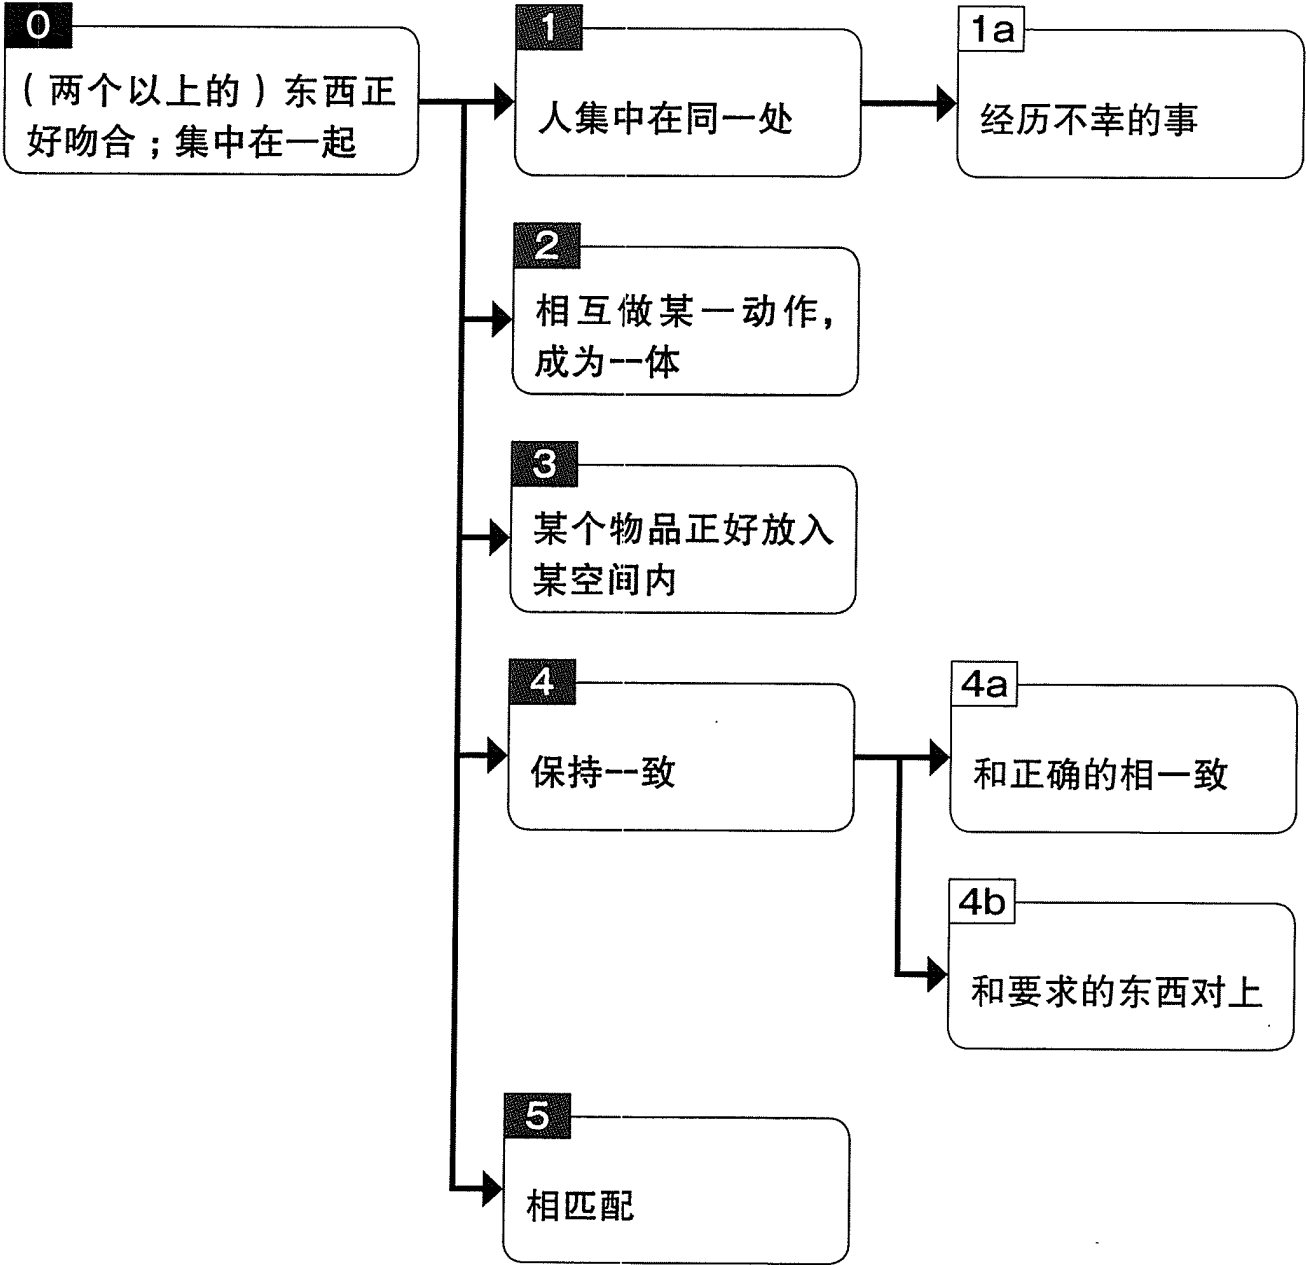 0
（两个以上的）东西正
好吻合；集中在一起
1
人集中在同一处
1a
经历不幸的事
2
相互做某一动作，
成为一体
3
某个物品正好放入
某空间内
4
保持一致
4a
和正确的相一致
4b
和要求的东西对上
5
相匹配